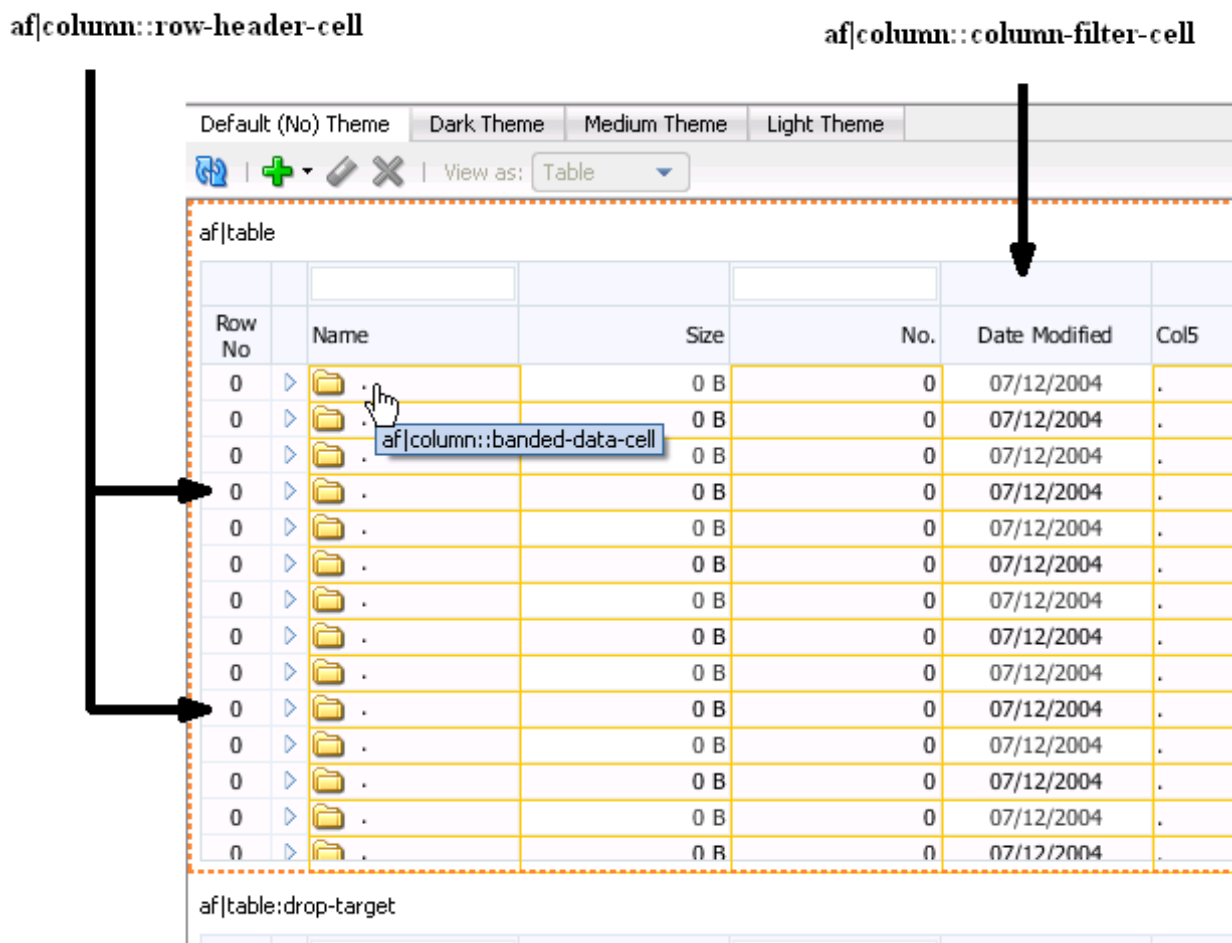 af|column::row-header-cell
af|column::column-filter-cell
Default (No) Theme Dark Theme Medium Theme Light Theme
View as: Table
af|table
Row No Name Size No. Date Modified Col5
0 . 0 B 0 07/12/2004 .
0 . 0 B 0 07/12/2004 .
af|column::banded-data-cell
0 . 0 B 0 07/12/2004 .
0 . 0 B 0 07/12/2004 .
0 . 0 B 0 07/12/2004 .
0 . 0 B 0 07/12/2004 .
0 . 0 B 0 07/12/2004 .
0 . 0 B 0 07/12/2004 .
0 . 0 B 0 07/12/2004 .
0 . 0 B 0 07/12/2004 .
0 . 0 B 0 07/12/2004 .
0 . 0 B 0 07/12/2004 .
0 . 0 B 0 07/12/2004 .
0 . 0 B 0 07/12/2004 .
af|table:drop-target